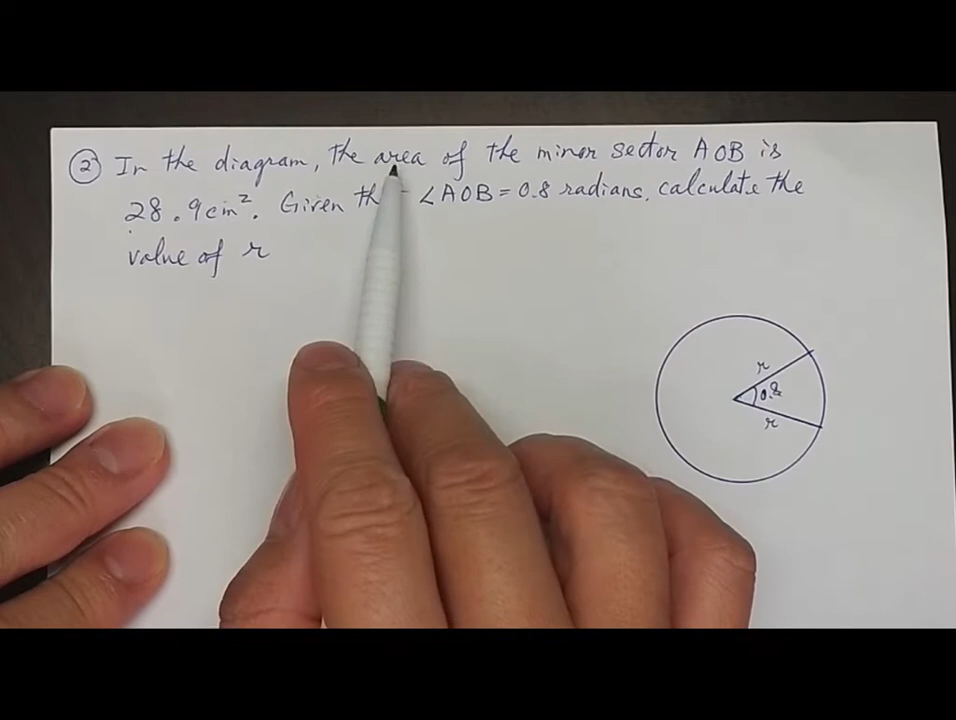 ② In the diagram, the area of the minor sector AOB is
28.9cm². Given th ∠AOB = 0.8 radians, calculate the
value of r
r
0.8
r